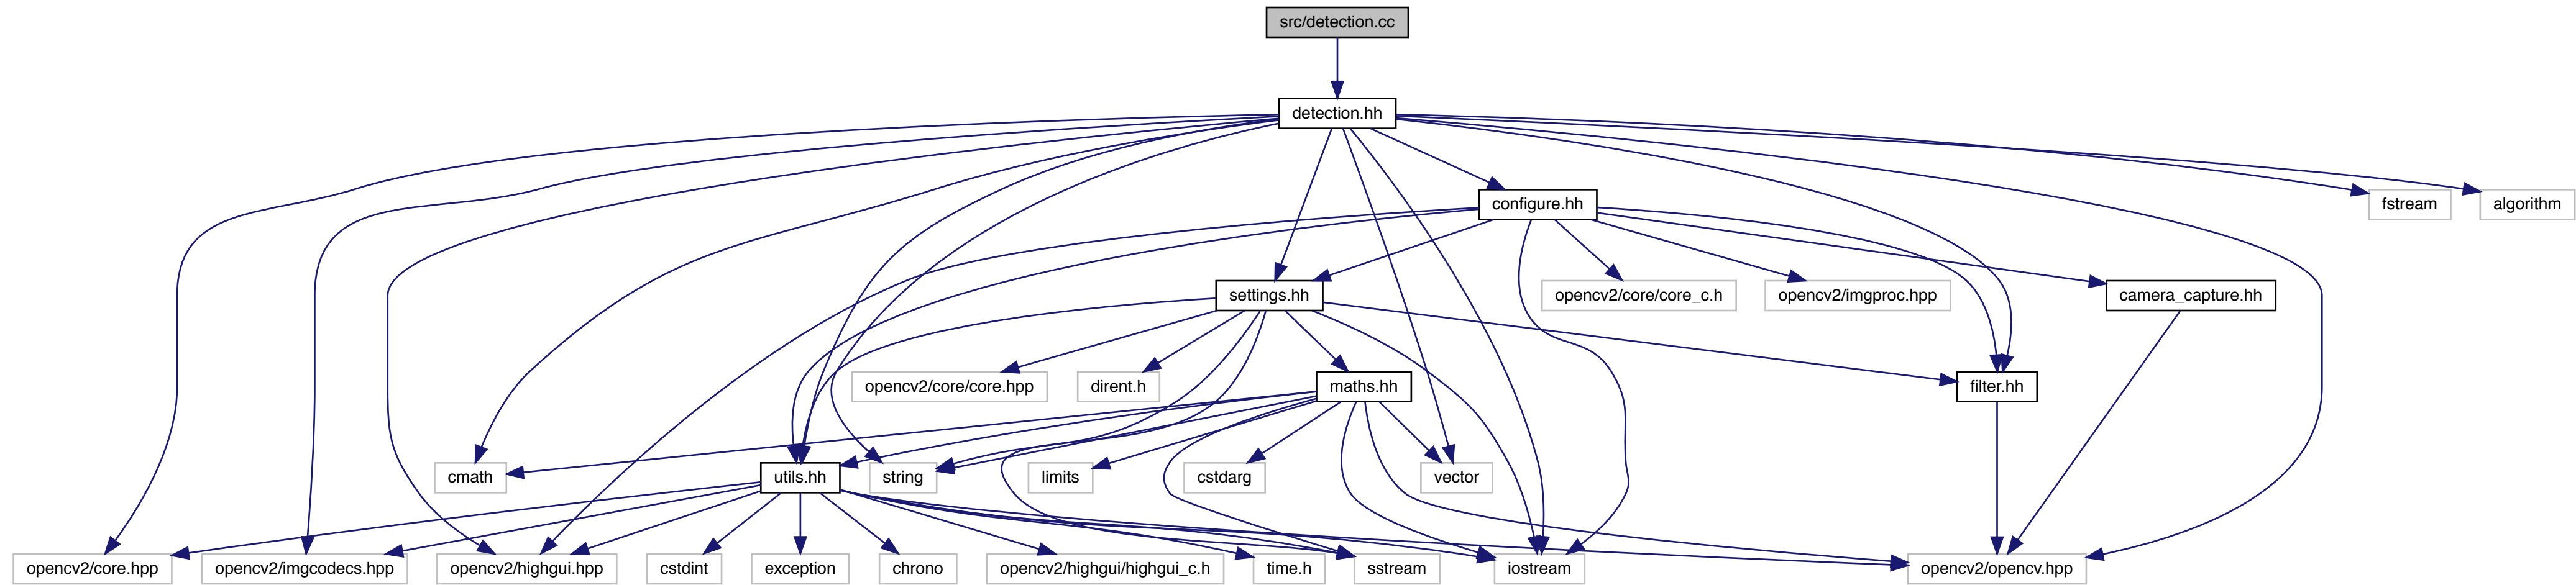 src/detection.cc
detection.hh
configure.hh
fstream
algorithm
settings.hh
opencv2/core/core_c.h
opencv2/imgproc.hpp
camera_capture.hh
opencv2/core/core.hpp
dirent.h
maths.hh
filter.hh
cmath
utils.hh
string
limits
cstdarg
vector
opencv2/core.hpp
opencv2/imgcodecs.hpp
opencv2/highgui.hpp
cstdint
exception
chrono
opencv2/highgui/highgui_c.h
time.h
sstream
iostream
opencv2/opencv.hpp